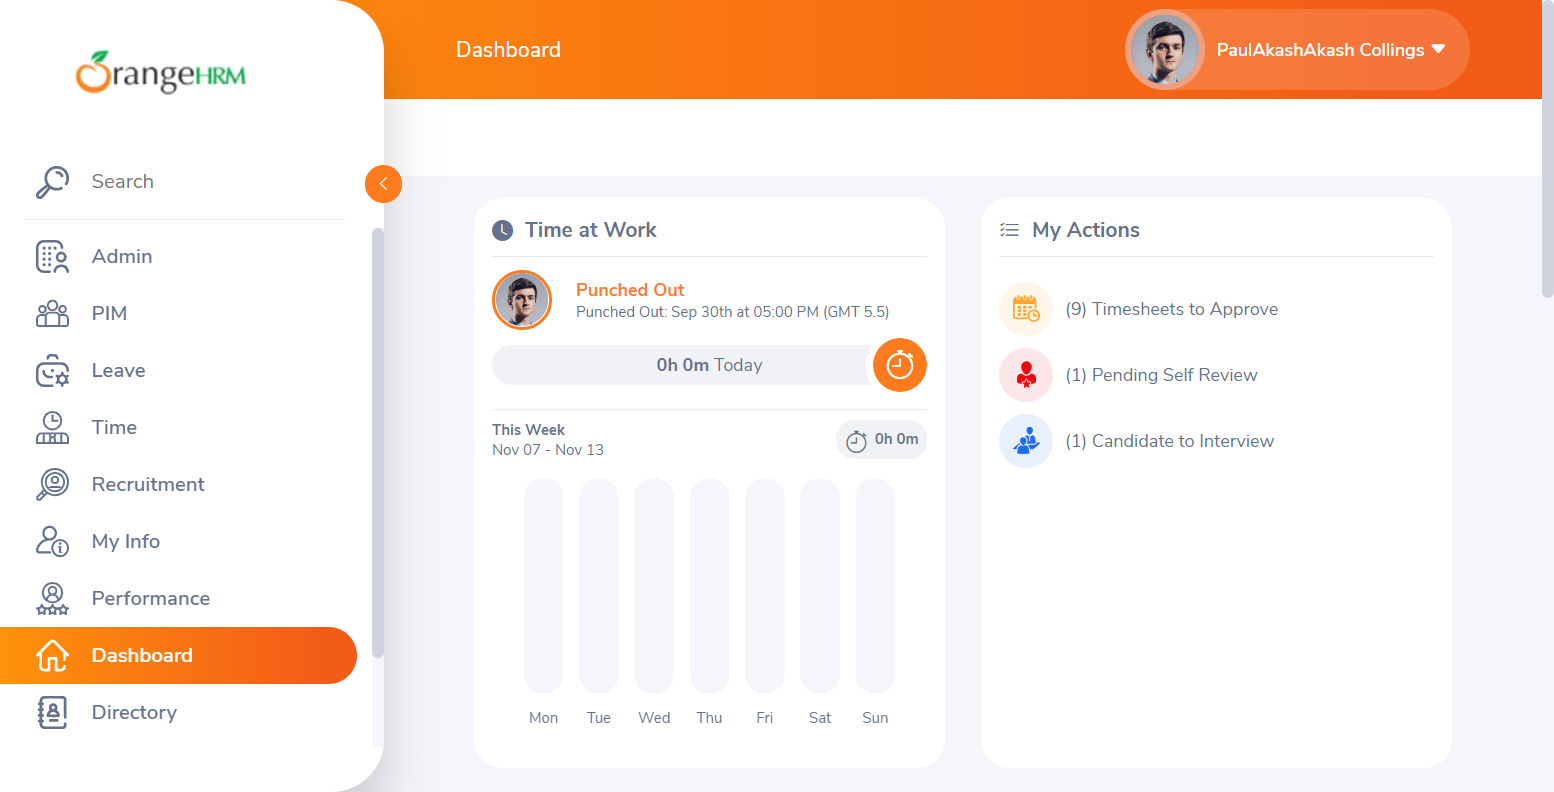 OrangeHRM
Search
Admin
PIM
Leave
Time
Recruitment
My Info
Performance
Dashboard
Directory
Dashboard
PaulAkashAkash Collings
Time at Work
Punched Out
Punched Out: Sep 30th at 05:00 PM (GMT 5.5)
0h 0m Today
This Week
Nov 07 - Nov 13
0h 0m
Mon Tue Wed Thu Fri Sat Sun
My Actions
(9) Timesheets to Approve
(1) Pending Self Review
(1) Candidate to Interview